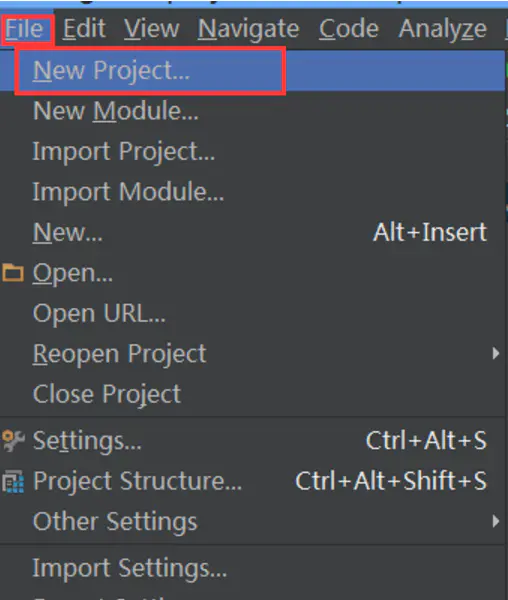 File Edit View Navigate Code Analyze
New Project...
New Module...
Import Project...
Import Module...
New... Alt+Insert
Open...
Open URL...
Reopen Project
Close Project
Settings... Ctrl+Alt+S
Project Structure... Ctrl+Alt+Shift+S
Other Settings
Import Settings...